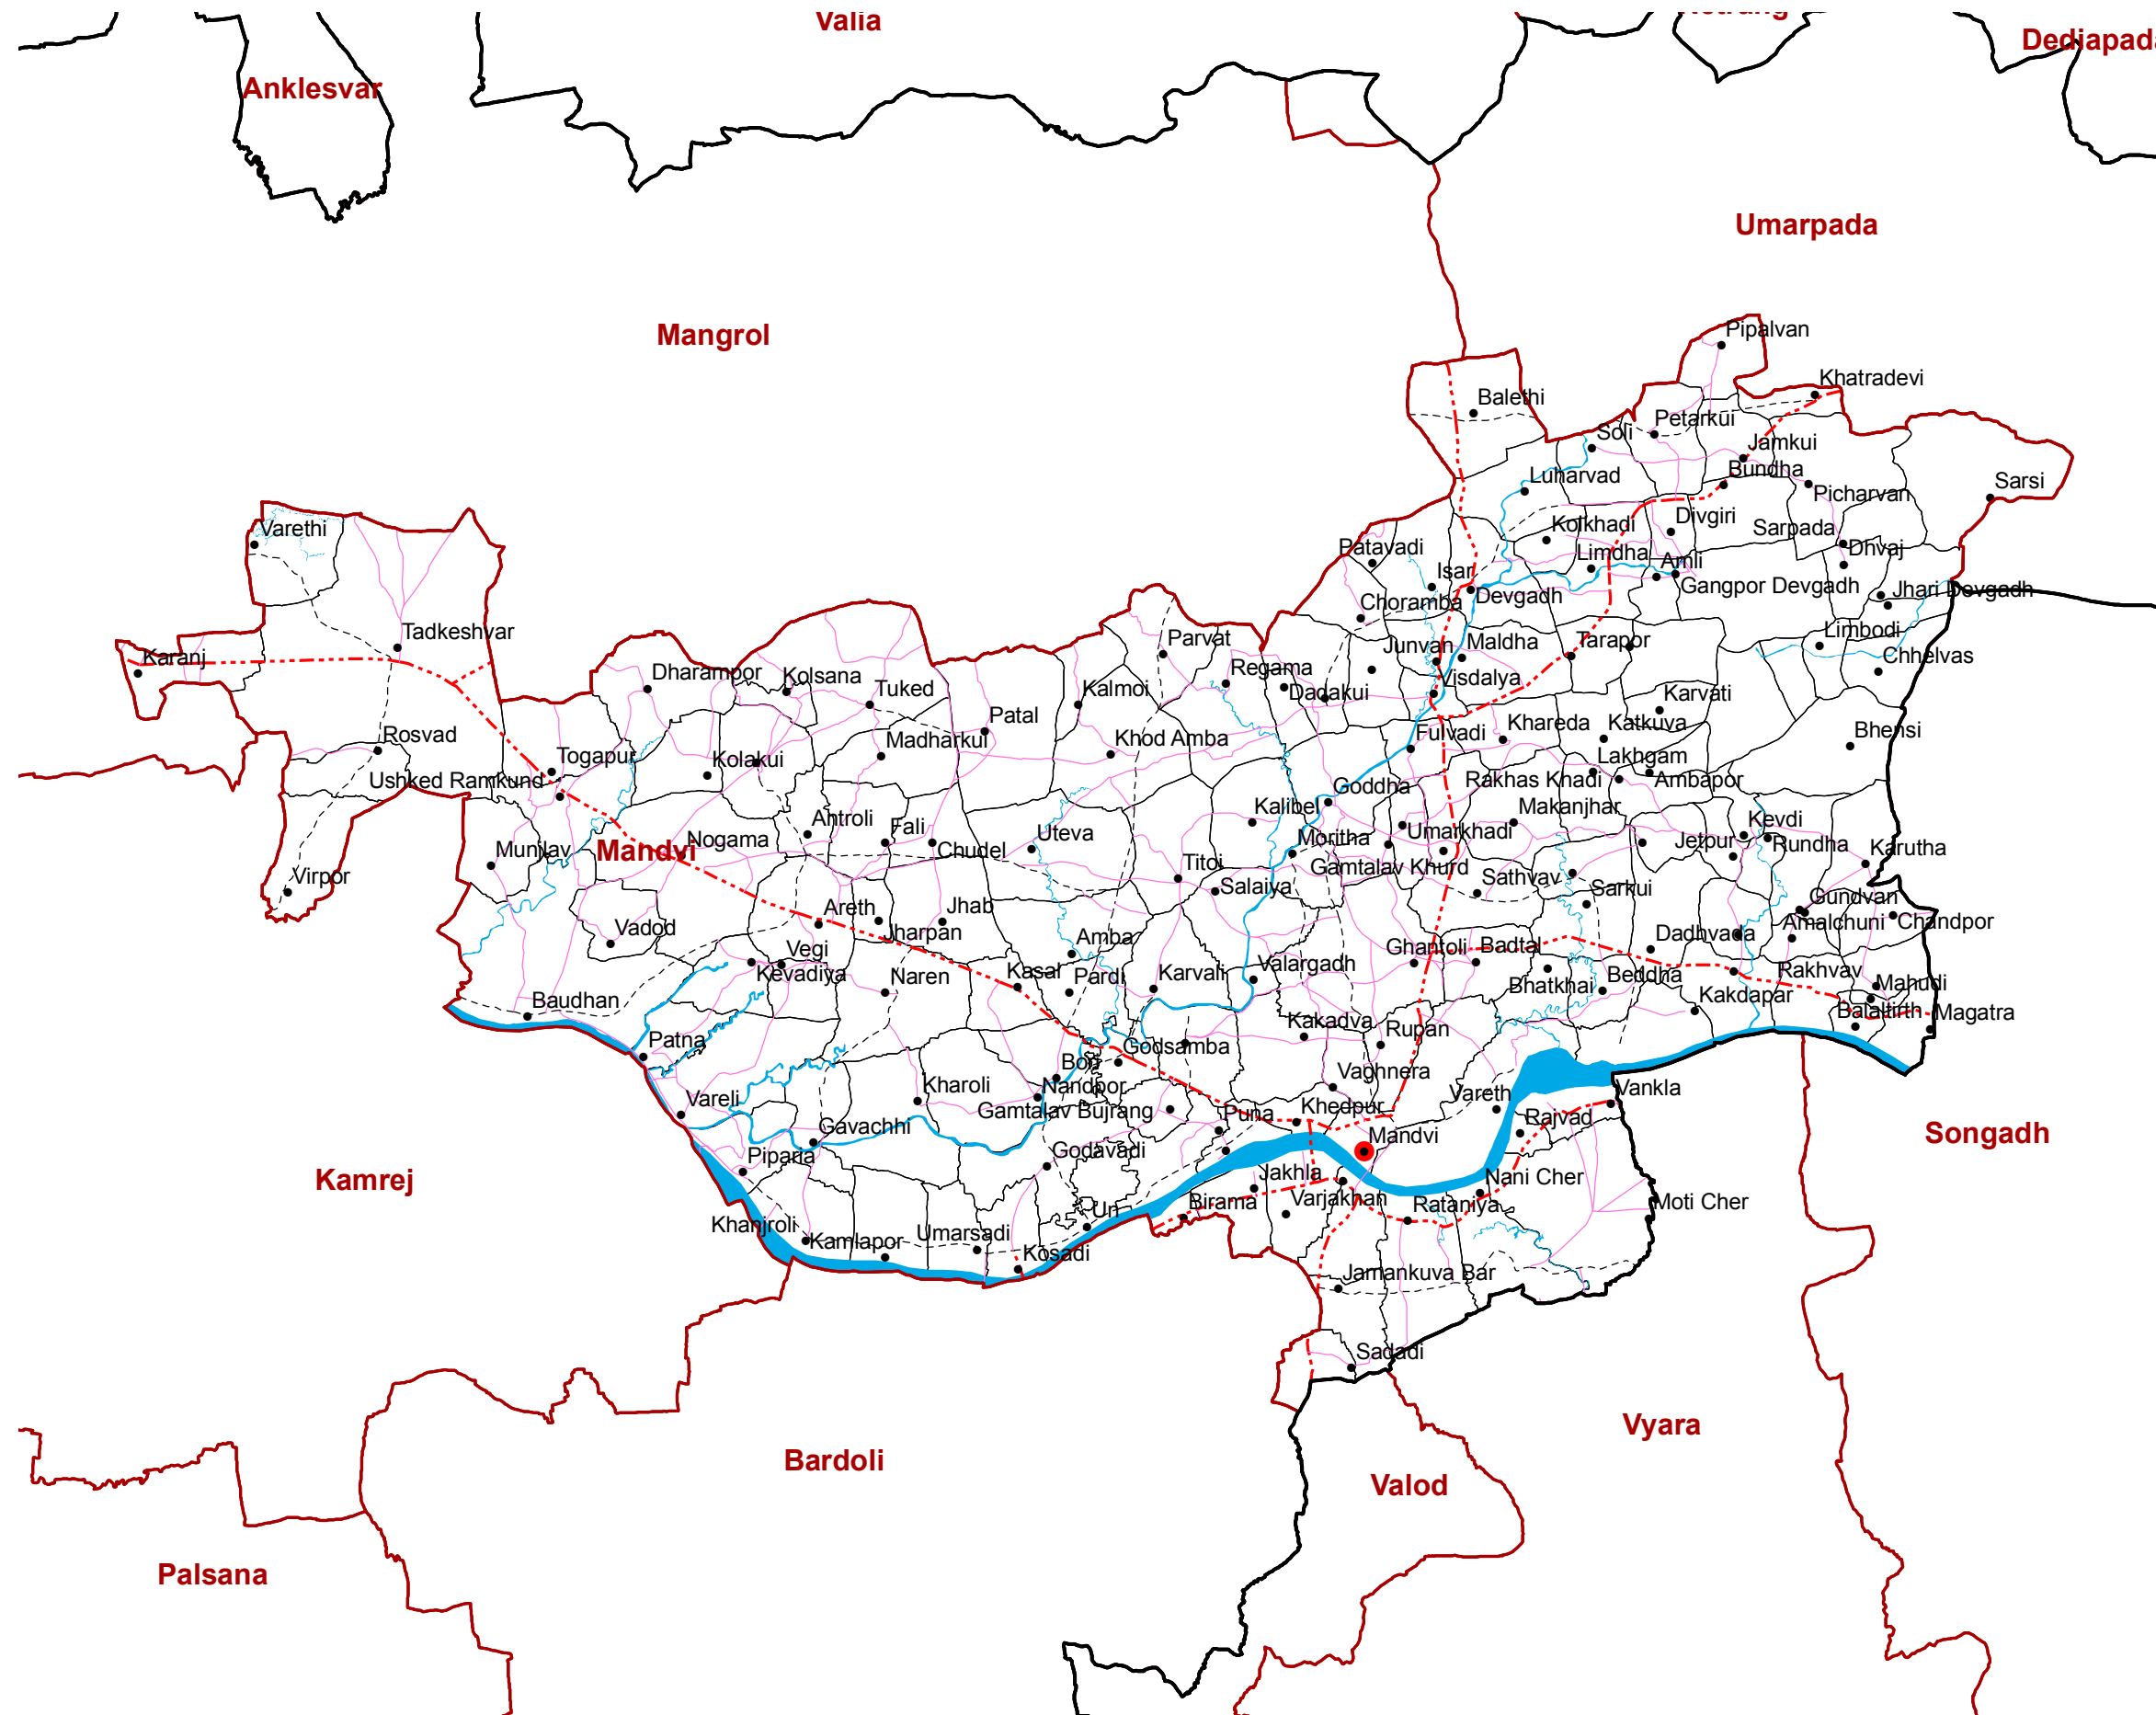 Valia
Dediapada
Anklesvar
Umarpada
Mangrol
Pipalvan
Khatradevi
Balethi
Petarkui
Soli
Jamkui
Bundha
Luharvad
Sarsi
Picharvan
Varethi
Kolkhadi
Divgiri
Sarpada
Patavadi
Limdha
Dhvaj
Amli
Isar
Gangpor Devgadh
Jhari Devgadh
Devgadh
Choramba
Tadkeshvar
Limbodi
Parvat
Junvan
Maldha
Tarapor
Karanj
Chhelvas
Regama
Dharampor
Kolsana
Visdalya
Tuked
Kalmoi
Dadakui
Karvati
Patal
Khareda
Katkuva
Bhensi
Rosvad
Madharkui
Khod Amba
Fulvadi
Togapur
Kolakui
Lakhgam
Ushked Ramkund
Rakhas Khadi
Ambapor
Goddha
Kalibel
Makanjhar
Ahtroli
Fali
Kevdi
Uteva
Umarkhadi
Moritha
Nogama
Jetpur
Rundha
Karutha
Munjlav
Mandvi
Chudel
Titoi
Gamtalav Khurd
Virpor
Sathvav
Salaiya
Sarkui
Gundvan
Areth
Jhab
Amalchuni
Chandpor
Vadod
Jharpan
Dadhvada
Amba
Vegi
Ghantoli
Badtal
Kevadiya
Naren
Kasal
Pardi
Karvali
Valargadh
Beddha
Rakhvav
Bhatkhai
Mahudi
Baudhan
Kakdapar
Balaltirth
Magatra
Kakadva
Rupan
Patna
Godsamba
Bori
Vaghnera
Kharoli
Nandpor
Vankla
Vareli
Gamtalav Bujrang
Vareth
Puna
Khedpur
Rajvad
Gavachhi
Mandvi
Songadh
Godavadi
Piparia
Kamrej
Jakhla
Nani Cher
Birama
Varjakhan
Rataniya
Moti Cher
Un
Khanjroli
Umarsadi
Kamlapor
Kosadi
Jamankuva Bar
Sadadi
Vyara
Bardoli
Valod
Palsana